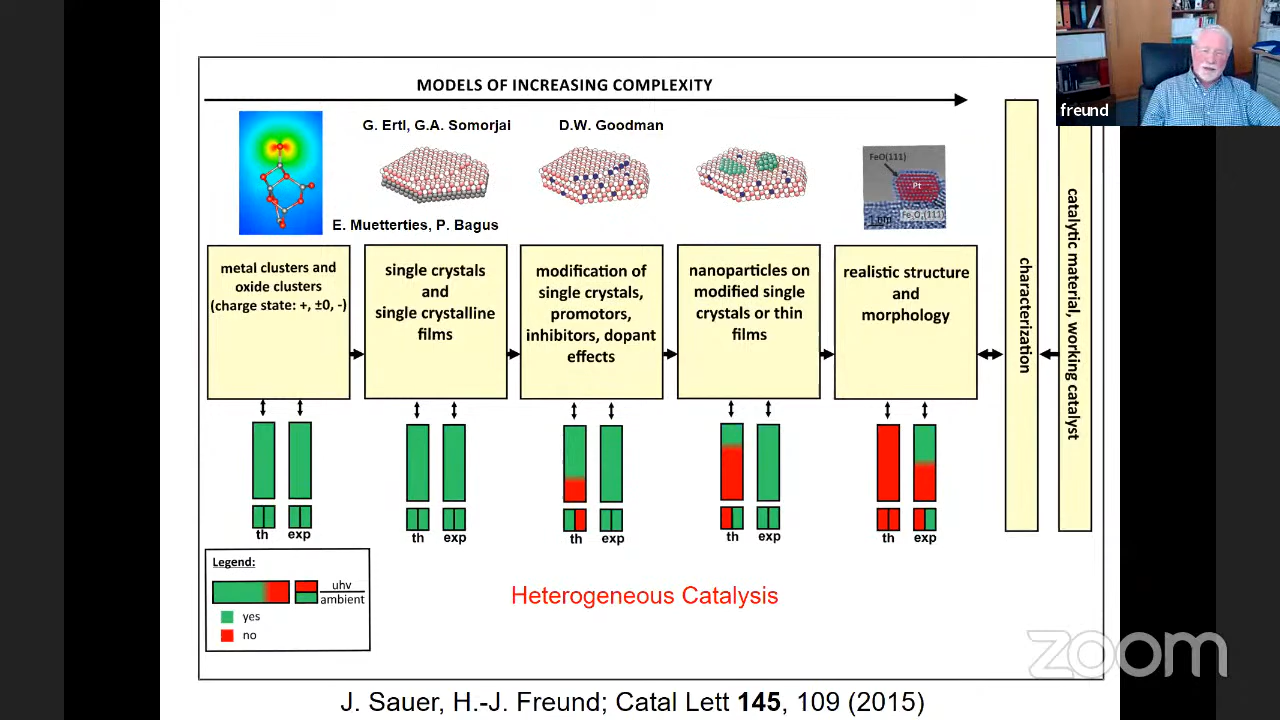 MODELS OF INCREASING COMPLEXITY
freund
G. Ertl, G.A. Somorjai
D.W. Goodman
E. Muetterties, P. Bagus
FeO(111)
Pt
1 nm
metal clusters and
oxide clusters
(charge state: +, ±0, -)
single crystals
and
single crystalline
films
modification of
single crystals,
promotors,
inhibitors, dopant
effects
nanoparticles on
modified single
crystals or thin
films
realistic structure
and
morphology
characterization
catalytic material, working catalyst
th exp
th exp
th exp
th exp
th exp
Legend:
uhv
ambient
yes
no
Heterogeneous Catalysis
zoom
J. Sauer, H.-J. Freund; Catal Lett 145, 109 (2015)